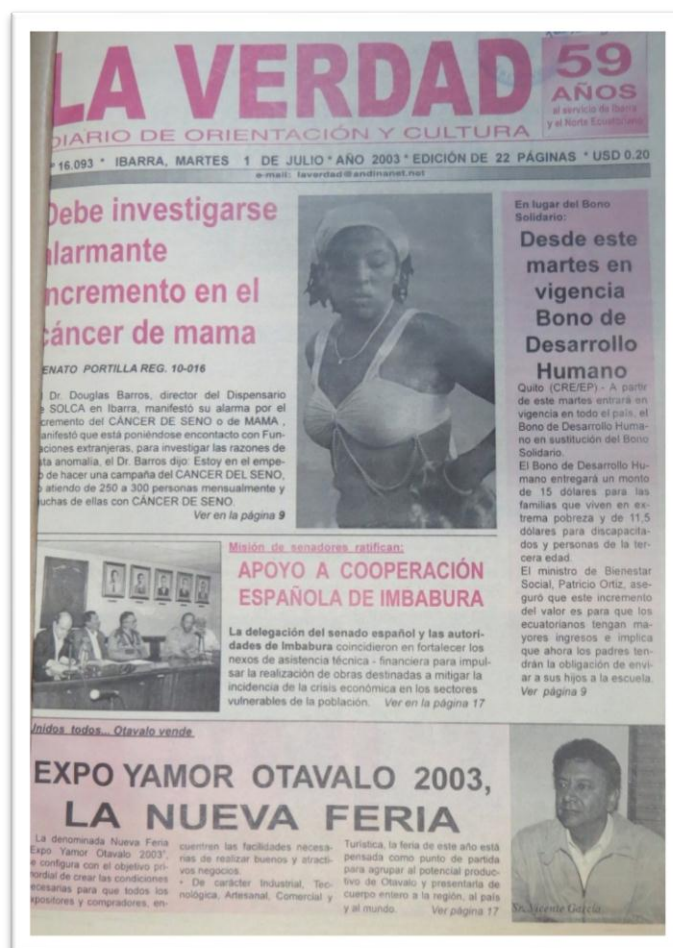 LA VERDAD
DIARIO DE ORIENTACIÓN Y CULTURA
59
AÑOS
al servicio de Ibarra
y el Norte Ecuatoriano
º 16.093 * IBARRA, MARTES 1 DE JULIO * AÑO 2003 * EDICIÓN DE 22 PÁGINAS * USD 0.20
e-mail: laverdad@andinanet.net
Debe investigarse
alarmante
incremento en el
cáncer de mama
ENATO PORTILLA REG. 10-016
Dr. Douglas Barros, director del Dispensario
SOLCA en Ibarra, manifestó su alarma por el
cremento del CÁNCER DE SENO o de MAMA ,
anifestó que está poniéndose encontacto con Fun-
aciones extranjeras, para investigar las razones de
sta anomalía, el Dr. Barros dijo: Estoy en el empe-
o de hacer una campaña del CANCER DEL SENO,
atiendo de 250 a 300 personas mensualmente y
uchas de ellos con CÁNCER DE SENO.
Ver en la página 9
En lugar del Bono
Solidario:
Desde este
martes en
vigencia
Bono de
Desarrollo
Humano
Quito (CRE/EP).- A partir
de este martes entrará en
vigencia en todo el país, el
Bono de Desarrollo Huma-
no en sustitución del Bono
Solidario.
El Bono de Desarrollo Hu-
mano entregará un monto
de 15 dólares para las
familias que viven en ex-
trema pobreza y de 11,5
dólares para discapacita-
dos y personas de la ter-
cera edad.
El ministro de Bienestar
Social, Patricio Ortiz, ase-
guró que este incremento
del valor es para que los
ecuatorianos tengan ma-
yores ingresos e implica
que ahora los padres ten-
drán la obligación de envi-
ar a sus hijos a la escuela.
Ver página 9
Misión de senadores ratifican:
APOYO A COOPERACIÓN
ESPAÑOLA DE IMBABURA
La delegación del senado español y las autori-
dades de Imbabura coincidieron en fortalecer los
nexos de asistencia técnica - financiera para impul-
sar la realización de obras destinadas a mitigar la
incidencia de la crisis económica en los sectores
vulnerables de la población. Ver en la página 17
Unidos todos... Otavalo vende
EXPO YAMOR OTAVALO 2003,
LA NUEVA FERIA
La denominada Nueva Feria
Expo Yamor Otavalo 2003",
e configura con el objetivo pri-
mordial de crear las condiciones
necesarias para que todos los
expositores y compradores, en-
cuentren las facilidades necesa-
rias de realizar buenos y atracti-
vos negocios.
* De carácter Industrial, Tec-
nológica, Artesanal, Comercial y
Turística, la feria de este año está
pensada como punto de partida
para agrupar al potencial produc-
tivo de Otavalo y presentarla de
cuerpo entero a la región, al país
y al mundo. Ver página 17
Sr. Vicente García